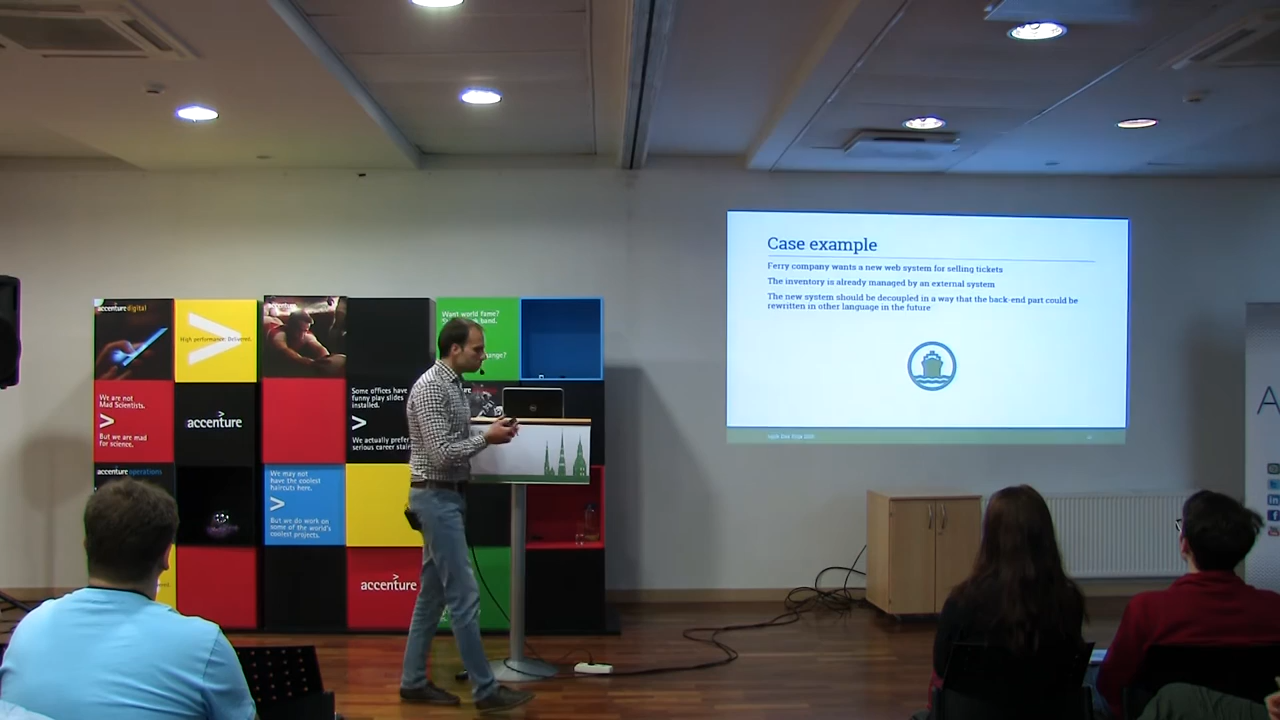 Case example
Ferry company wants a new web system for selling tickets
The inventory is already managed by an external system
The new system should be decoupled in a way that the back-end part could be
rewritten in other language in the future
accenturedigital
High performance. Delivered.
accenture
Want world fame?
band.
We are not
Mad Scientists.
>
But we are mad
for science.
accenture
Some offices have
funny play slides
installed.
>
We actually prefer
serious career
accenture operations
We may not
have the coolest
haircuts here.
>
But we do work on
some of the world's
coolest projects.
accenture
A
in
f